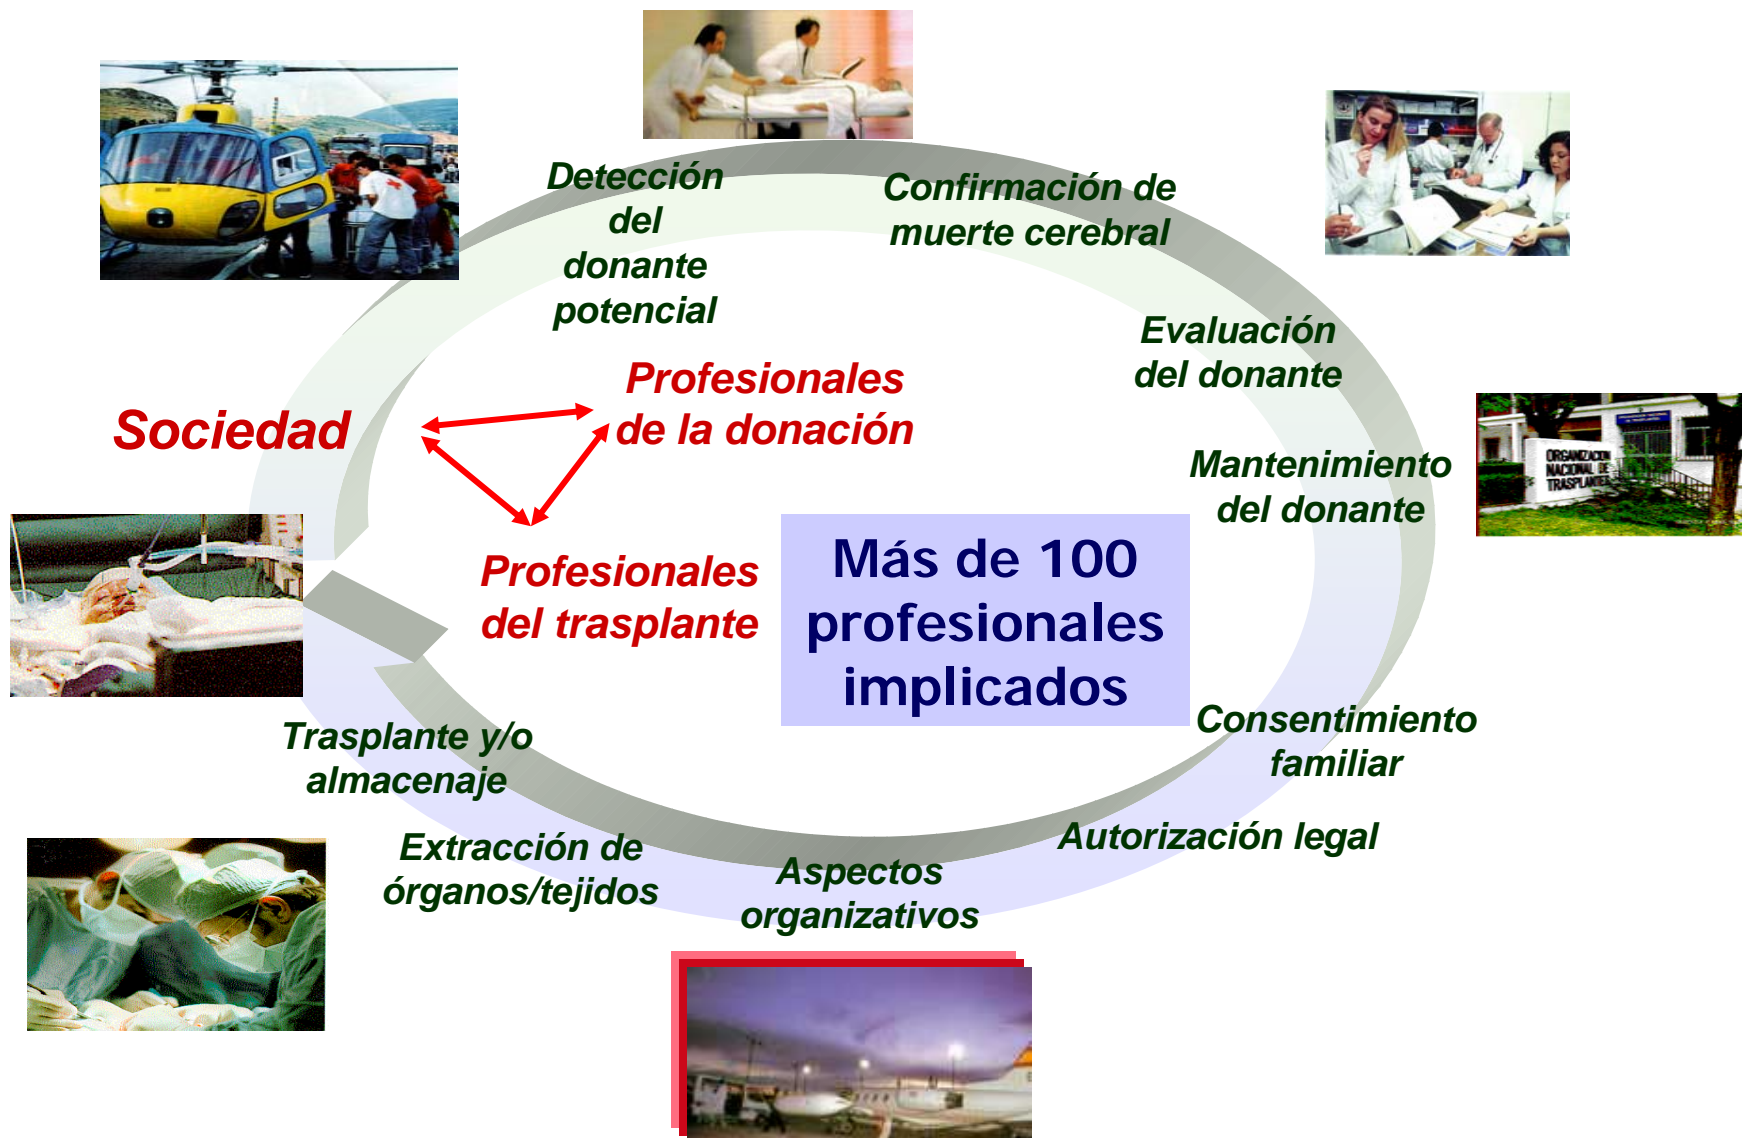 Detección
del
donante
potencial
Confirmación de
muerte cerebral
Evaluación
del donante
Mantenimiento
del donante
ORGANIZACION
NACIONAL DE
TRASPLANTES
Sociedad
Profesionales
de la donación
Profesionales
del trasplante
Más de 100
profesionales
implicados
Consentimiento
familiar
Autorización legal
Aspectos
organizativos
Extracción de
órganos/tejidos
Trasplante y/o
almacenaje